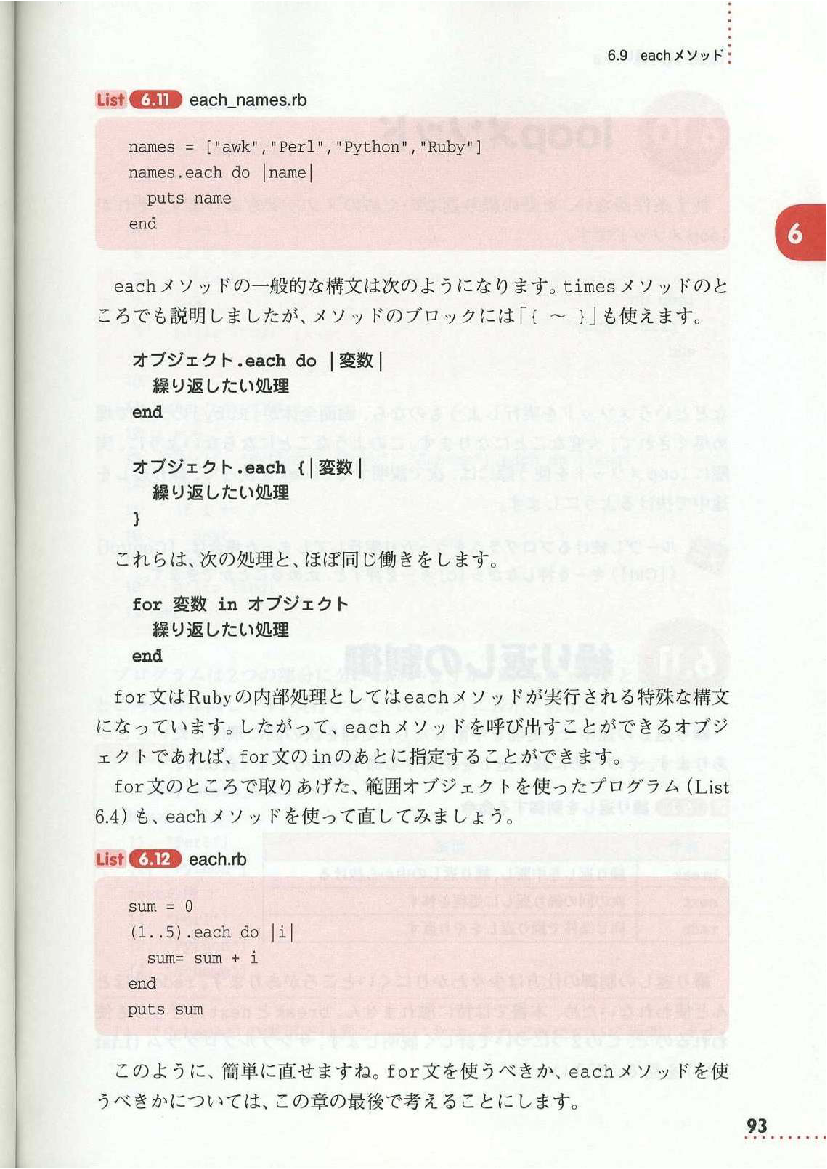 6.9 eachメソッド
List 6.11 each_names.rb
names = ["awk","Perl","Python","Ruby"]
names.each do |name|
  puts name
end
6
eachメソッドの一般的な構文は次のようになります。timesメソッドのと
ころでも説明しましたが、メソッドのブロックには「{ ～ }」も使えます。
オブジェクト.each do |変数|
  繰り返したい処理
end
オブジェクト.each {|変数|
  繰り返したい処理
}
これらは、次の処理と、ほぼ同じ働きをします。
for 変数 in オブジェクト
  繰り返したい処理
end
for文はRubyの内部処理としてはeachメソッドが実行される特殊な構文
になっています。したがって、eachメソッドを呼び出すことができるオブジ
ェクトであれば、for文のinのあとに指定することができます。
for文のところで取りあげた、範囲オブジェクトを使ったプログラム（List
6.4）も、eachメソッドを使って直してみましょう。
List 6.12 each.rb
sum = 0
(1..5).each do |i|
  sum= sum + i
end
puts sum
このように、簡単に直せますね。for文を使うべきか、eachメソッドを使
うべきかについては、この章の最後で考えることにします。
93